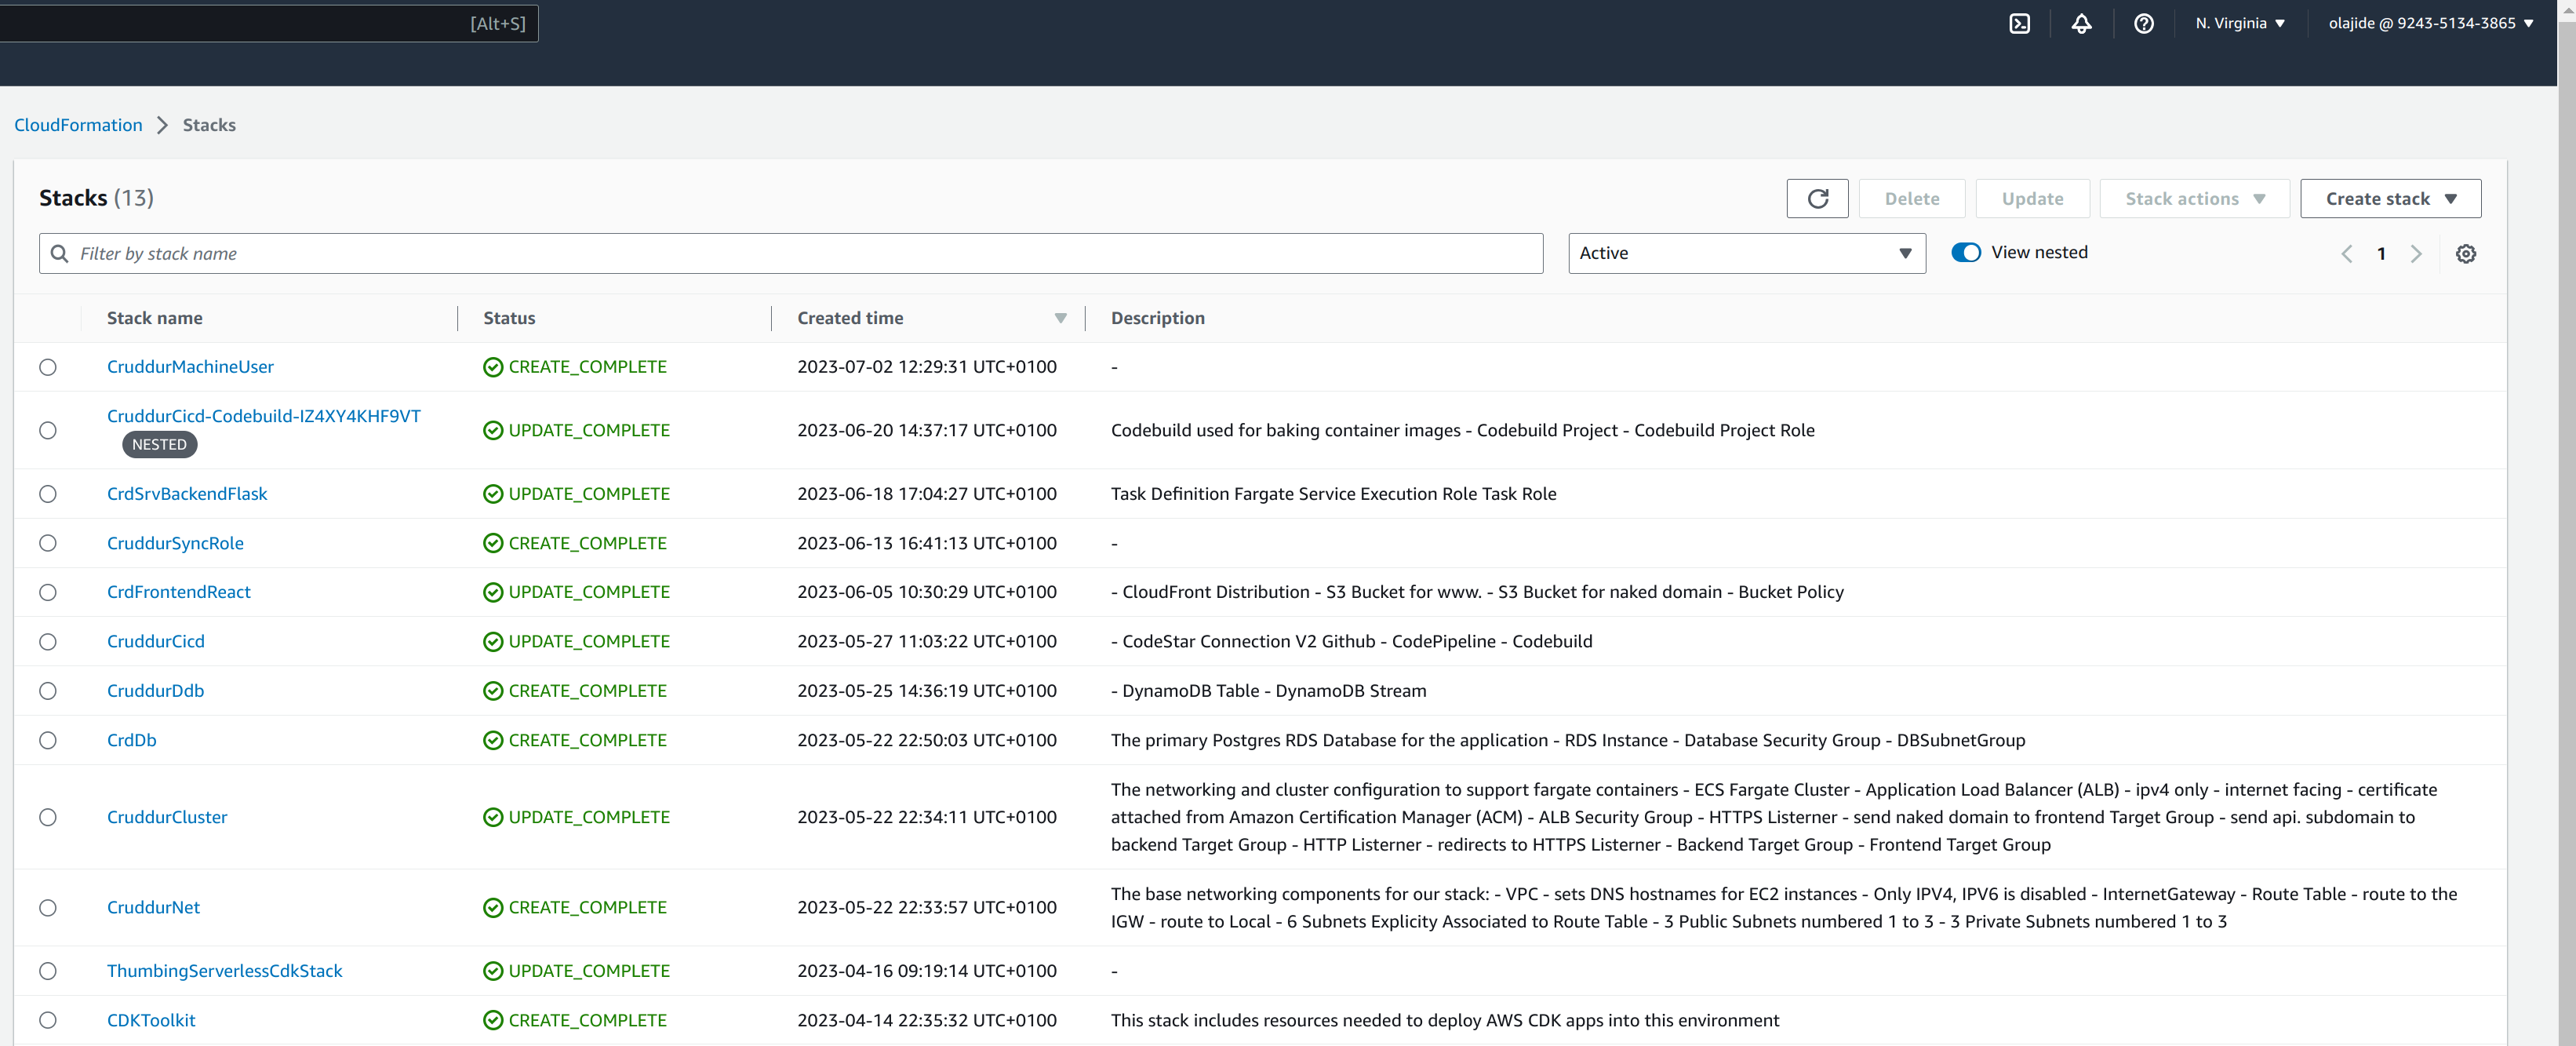 [Alt+S]
N. Virginia
olajide @ 9243-5134-3865
CloudFormation
Stacks
Stacks (13)
Delete
Update
Stack actions
Create stack
Filter by stack name
Active
View nested
1
Stack name
Status
Created time
Description
CruddurMachineUser
CREATE_COMPLETE
2023-07-02 12:29:31 UTC+0100
-
CruddurCicd-Codebuild-IZ4XY4KHF9VT
NESTED
UPDATE_COMPLETE
2023-06-20 14:37:17 UTC+0100
Codebuild used for baking container images - Codebuild Project - Codebuild Project Role
CrdSrvBackendFlask
UPDATE_COMPLETE
2023-06-18 17:04:27 UTC+0100
Task Definition Fargate Service Execution Role Task Role
CruddurSyncRole
CREATE_COMPLETE
2023-06-13 16:41:13 UTC+0100
-
CrdFrontendReact
UPDATE_COMPLETE
2023-06-05 10:30:29 UTC+0100
- CloudFront Distribution - S3 Bucket for www. - S3 Bucket for naked domain - Bucket Policy
CruddurCicd
UPDATE_COMPLETE
2023-05-27 11:03:22 UTC+0100
- CodeStar Connection V2 Github - CodePipeline - Codebuild
CruddurDdb
CREATE_COMPLETE
2023-05-25 14:36:19 UTC+0100
- DynamoDB Table - DynamoDB Stream
CrdDb
CREATE_COMPLETE
2023-05-22 22:50:03 UTC+0100
The primary Postgres RDS Database for the application - RDS Instance - Database Security Group - DBSubnetGroup
CruddurCluster
UPDATE_COMPLETE
2023-05-22 22:34:11 UTC+0100
The networking and cluster configuration to support fargate containers - ECS Fargate Cluster - Application Load Balancer (ALB) - ipv4 only - internet facing - certificate
attached from Amazon Certification Manager (ACM) - ALB Security Group - HTTPS Listerner - send naked domain to frontend Target Group - send api. subdomain to
backend Target Group - HTTP Listerner - redirects to HTTPS Listerner - Backend Target Group - Frontend Target Group
CruddurNet
CREATE_COMPLETE
2023-05-22 22:33:57 UTC+0100
The base networking components for our stack: - VPC - sets DNS hostnames for EC2 instances - Only IPV4, IPV6 is disabled - InternetGateway - Route Table - route to the
IGW - route to Local - 6 Subnets Explicity Associated to Route Table - 3 Public Subnets numbered 1 to 3 - 3 Private Subnets numbered 1 to 3
ThumbingServerlessCdkStack
UPDATE_COMPLETE
2023-04-16 09:19:14 UTC+0100
-
CDKToolkit
CREATE_COMPLETE
2023-04-14 22:35:32 UTC+0100
This stack includes resources needed to deploy AWS CDK apps into this environment